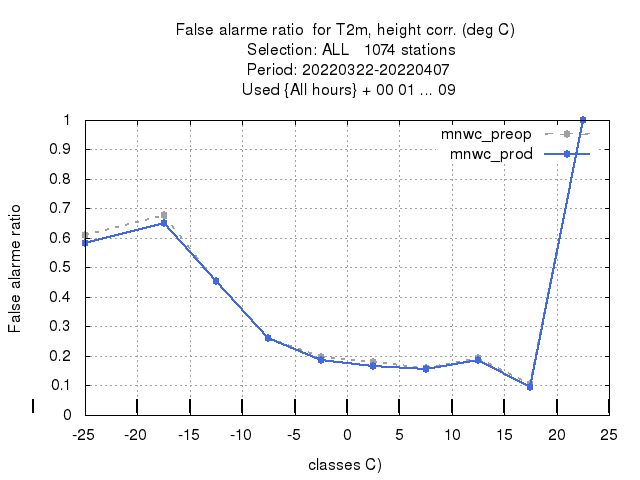 False alarme ratio  for T2m, height corr. (deg C)
Selection: ALL   1074 stations
Period: 20220322-20220407
Used {All hours} + 00 01 ... 09
mnwc_preop
mnwc_prod
False alarme ratio
1
0.9
0.8
0.7
0.6
0.5
0.4
0.3
0.2
0.1
0
-25 -20 -15 -10 -5 0 5 10 15 20 25
classes C)